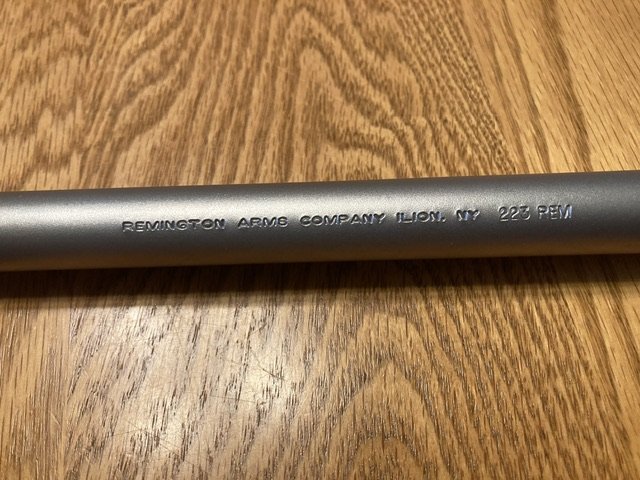 REMINGTON ARMS COMPANY ILION, NY 223 REM